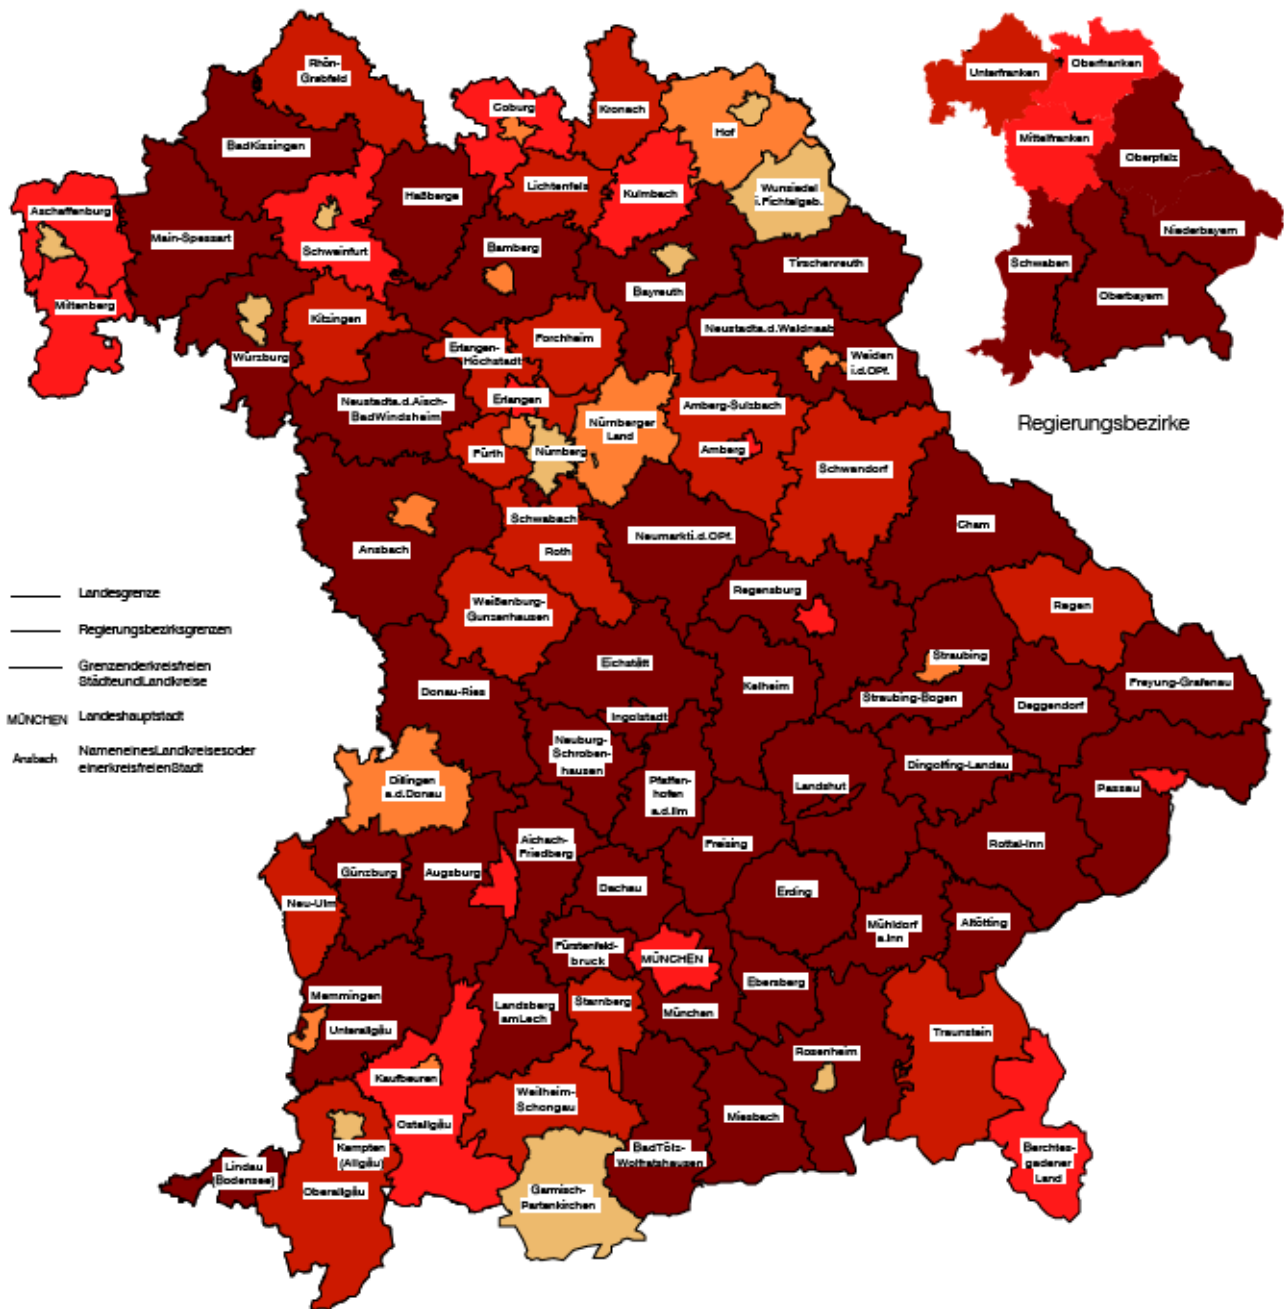 Rhön-
Grabfeld
Coburg
Kronach
Hof
Unterfranken
Oberfranken
BadKissingen
Mittelfranken
Oberpfalz
Aschaffenburg
Haßberge
Lichtenfels
Kulmbach
Wunsiedel
i.Fichtelgeb.
Main-Spessart
Schweinfurt
Bamberg
Tirschenreuth
Niederbayern
Schwaben
Oberbayern
Miltenberg
Kitzingen
Bayreuth
Neustadta.d.Waldnaab
Würzburg
Erlangen-
Höchstadt
Forchheim
Weiden
i.d.OPf.
Neustadta.d.Aisch-
BadWindsheim
Erlangen
Nürnberger
Land
Amberg-Sulzbach
Regierungsbezirke
Fürth
Nürnberg
Amberg
Schwandorf
Schwabach
Cham
Ansbach
Roth
Neumarkti.d.OPf.
Landesgrenze
Weißenburg-
Gunzenhausen
Regensburg
Regen
Regierungsbezirksgrenzen
Grenzenderkreisfreien
StädteundLandkreise
Eichstätt
Straubing
Donau-Ries
Kelheim
Straubing-Bogen
Freyung-Grafenau
Deggendorf
MÜNCHEN
Landeshauptstadt
Ingolstadt
Ansbach
NameneinesLandkreisesoder
einerkreisfreienStadt
Neuburg-
Schroben-
hausen
Dillingen
a.d.Donau
Pfaffen-
hofen
a.d.Ilm
Landshut
Dingolfing-Landau
Passau
Aichach-
Friedberg
Freising
Rottal-Inn
Günzburg
Augsburg
Dachau
Erding
Neu-Ulm
Mühldorf
a.Inn
Altötting
Fürstenfeld-
bruck
MÜNCHEN
Ebersberg
Memmingen
Landsberg
amLech
Starnberg
München
Unterallgäu
Traunstein
Rosenheim
Kaufbeuren
Weilheim-
Schongau
Ostallgäu
Miesbach
Kempten
(Allgäu)
BadTölz-
Wolfratshausen
Lindau
(Bodensee)
Oberallgäu
Garmisch-
Partenkirchen
Berchtes-
gadener
Land